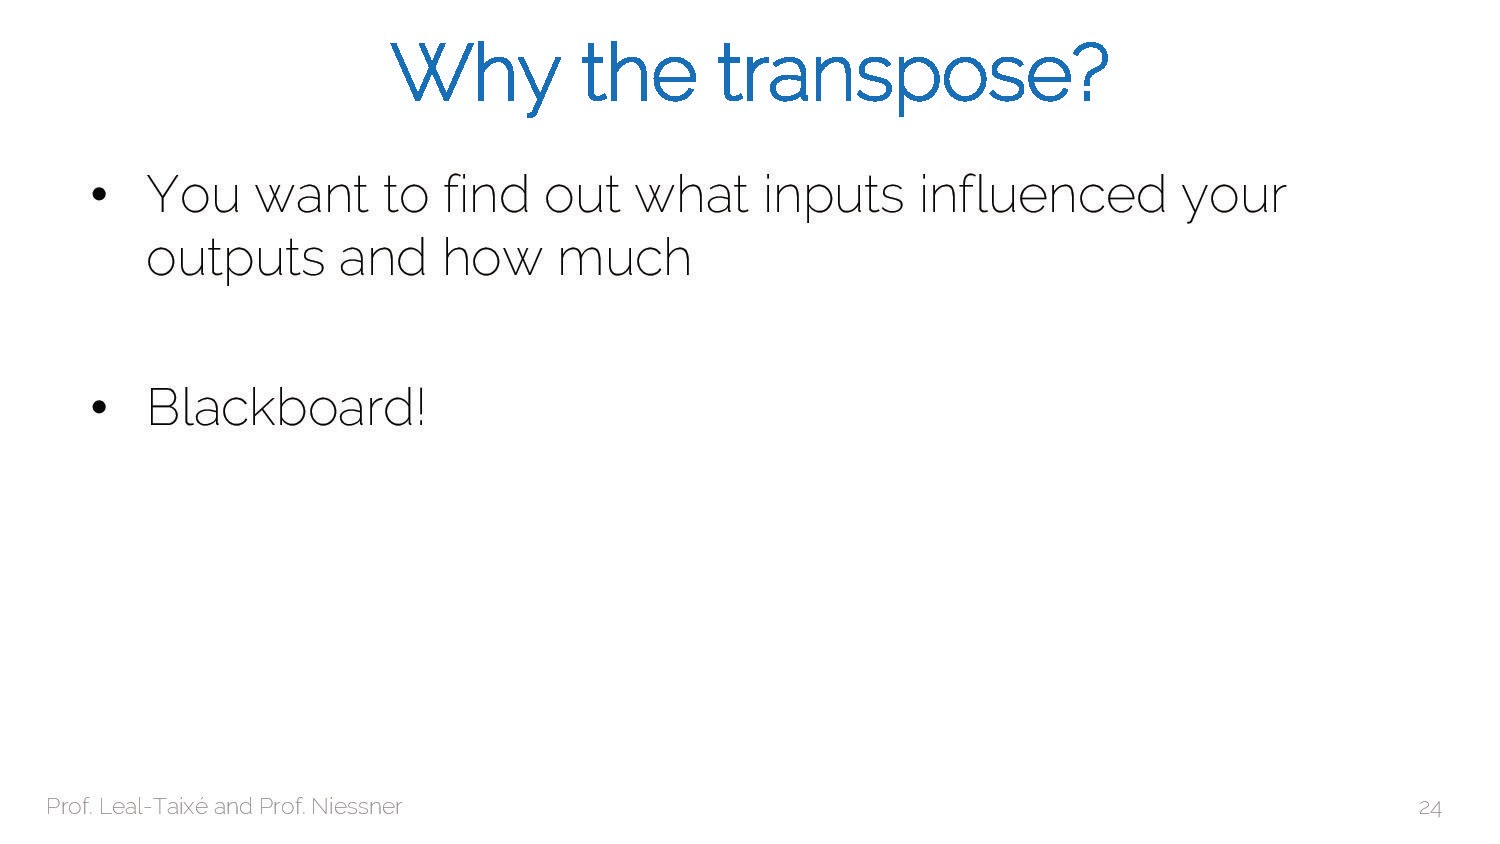 Why the transpose?
• You want to find out what inputs influenced your
outputs and how much
• Blackboard!
Prof. Leal-Taixé and Prof. Niessner
24